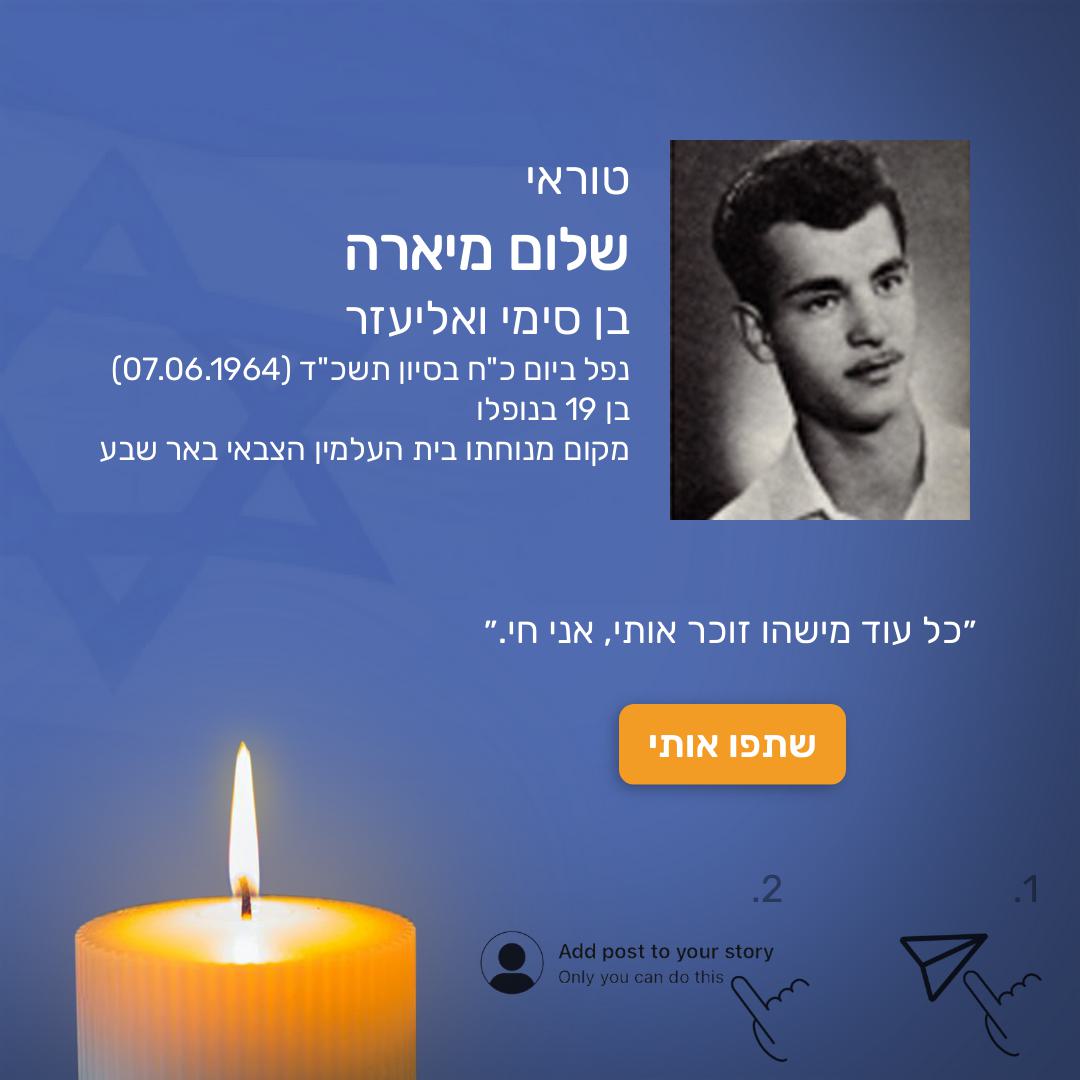 טוראי
שלום מיארה
בן סימי ואליעזר
נפל ביום כ"ח בסיון תשכ"ד (07.06.1964)
בן 19 בנופלו
מקום מנוחתו בית העלמין הצבאי באר שבע
״כל עוד מישהו זוכר אותי, אני חי.״
שתפו אותי
1.
2.
Add post to your story
Only you can do this